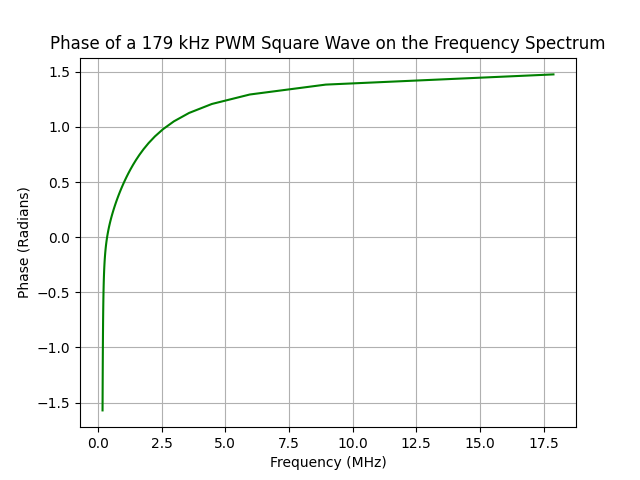 Phase of a 179 kHz PWM Square Wave on the Frequency Spectrum
1.5
1.0
0.5
0.0
−0.5
−1.0
−1.5
Phase (Radians)
0.0 2.5 5.0 7.5 10.0 12.5 15.0 17.5
Frequency (MHz)